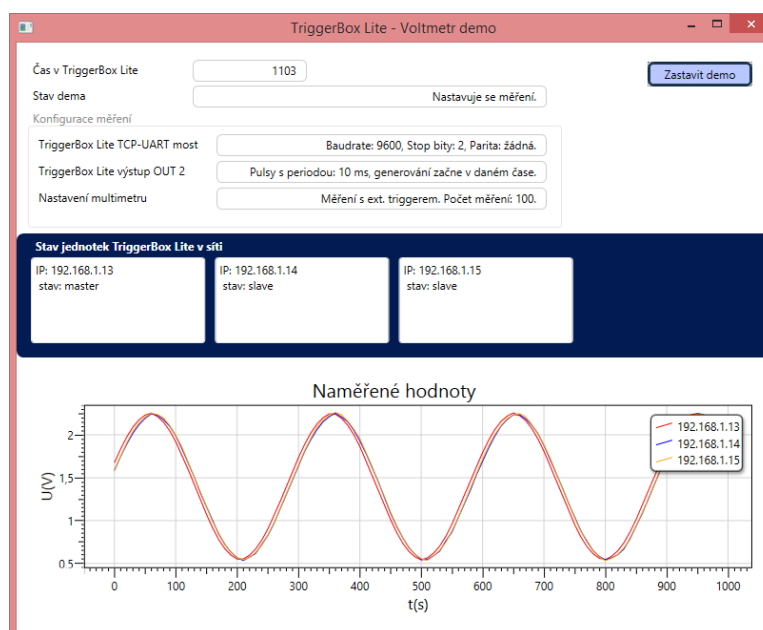 TriggerBox Lite - Voltmetr demo
Čas v TriggerBox Lite 1103 Zastavit demo
Stav dema Nastavuje se měření.
Konfigurace měření
TriggerBox Lite TCP-UART most Baudrate: 9600, Stop bity: 2, Parita: žádná.
TriggerBox Lite výstup OUT 2 Pulsy s periodou: 10 ms, generování začne v daném čase.
Nastavení multimetru Měření s ext. triggerem. Počet měření: 100.
Stav jednotek TriggerBox Lite v síti
IP: 192.168.1.13 IP: 192.168.1.14 IP: 192.168.1.15
stav: master stav: slave stav: slave
Naměřené hodnoty
192.168.1.13
192.168.1.14
192.168.1.15
U(V)
2
1,5
1
0.5
0 100 200 300 400 500 600 700 800 900 1000
t(s)